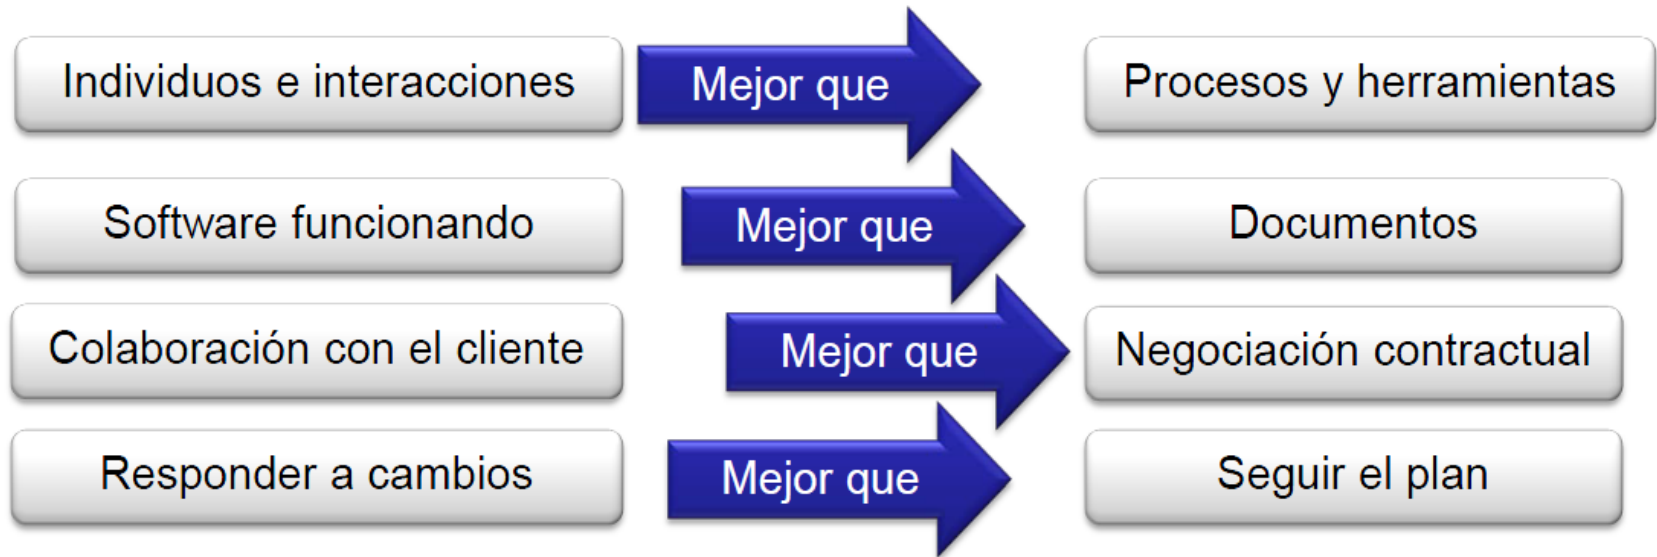 Individuos e interacciones
Mejor que
Procesos y herramientas
Software funcionando
Mejor que
Documentos
Colaboración con el cliente
Mejor que
Negociación contractual
Responder a cambios
Mejor que
Seguir el plan